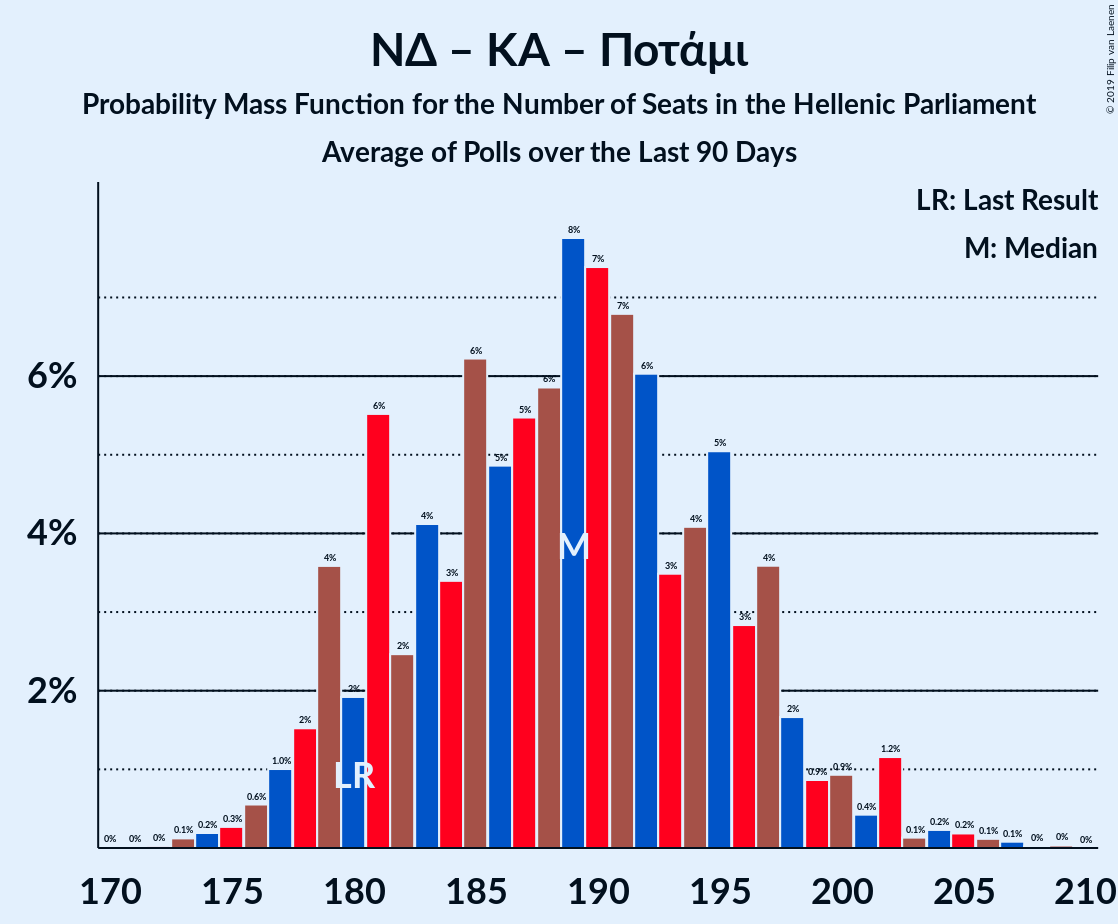 ΝΔ – ΚΑ – Ποτάμι
Probability Mass Function for the Number of Seats in the Hellenic Parliament
Average of Polls over the Last 90 Days
© 2019 Filip van Laenen
LR: Last Result
M: Median
6%
4%
2%
0% 0% 0% 0.1% 0.2% 0.3% 0.6% 1.0% 2% 4% 2% 6% 2% 4% 3% 6% 5% 5% 6% 8% 7% 7% 6% 3% 4% 5% 3% 4% 2% 0.9% 0.9% 0.4% 1.2% 0.1% 0.2% 0.2% 0.1% 0.1% 0% 0% 0%
M
LR
170 175 180 185 190 195 200 205 210